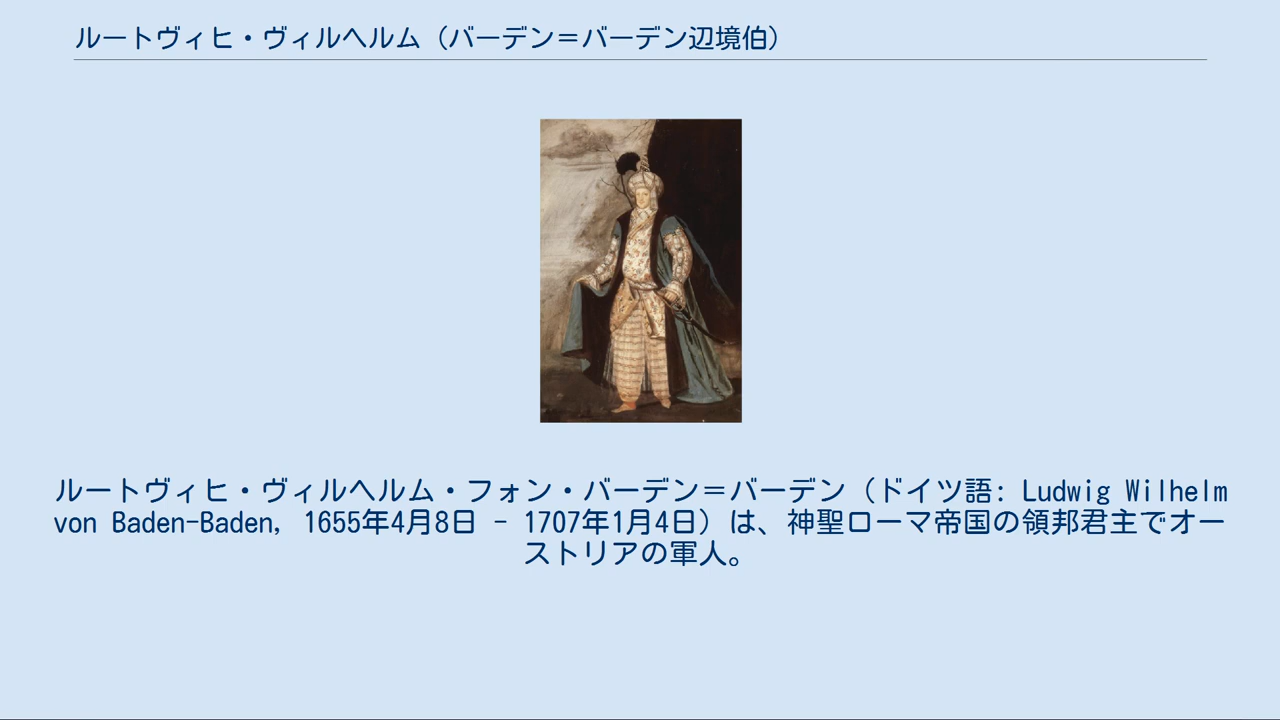 ルートヴィヒ・ヴィルヘルム（バーデン＝バーデン辺境伯）
ルートヴィヒ・ヴィルヘルム・フォン・バーデン＝バーデン（ドイツ語: Ludwig Wilhelm
von Baden-Baden, 1655年4月8日 - 1707年1月4日）は、神聖ローマ帝国の領邦君主でオー
ストリアの軍人。